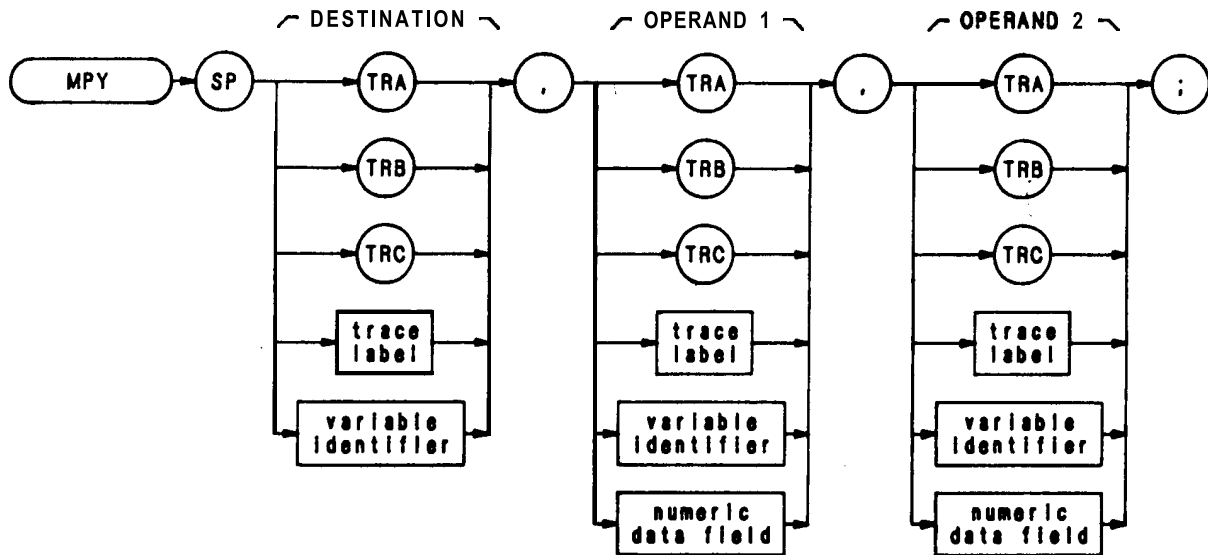 DESTINATION OPERAND 1 OPERAND 2
MPY SP TRA , TRA , TRA ;
TRB TRB TRB
TRC TRC TRC
trace trace trace
label label label
variable variable variable
identifier identifier identifier
numeric numeric
data field data field